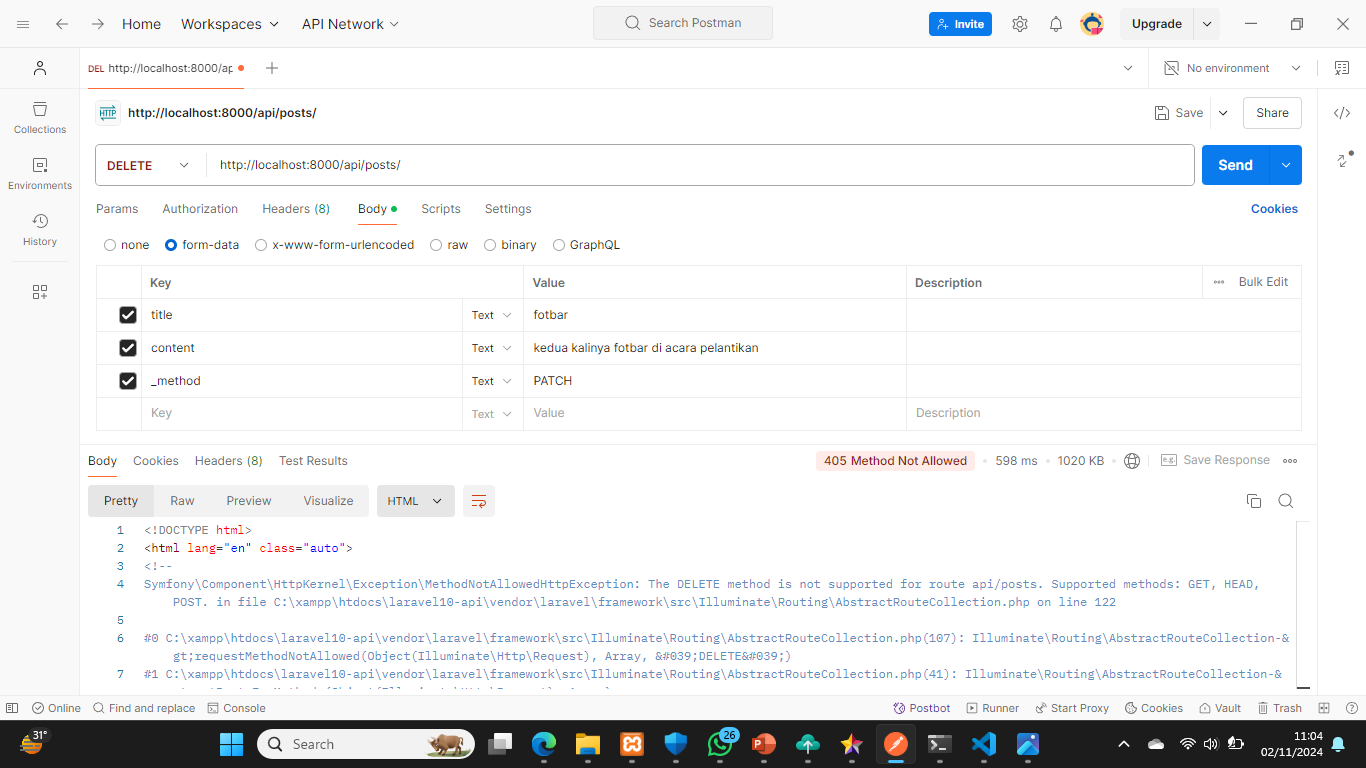 Home Workspaces API Network Search Postman Invite Upgrade
DEL http://localhost:8000/ap No environment
HTTP http://localhost:8000/api/posts/ Save Share
Collections
DELETE http://localhost:8000/api/posts/ Send
Environments
Params Authorization Headers (8) Body Scripts Settings Cookies
History
none form-data x-www-form-urlencoded raw binary GraphQL
Key Value Description Bulk Edit
title Text fotbar
content Text kedua kalinya fotbar di acara pelantikan
_method Text PATCH
Key Text Value Description
Body Cookies Headers (8) Test Results 405 Method Not Allowed 598 ms 1020 KB e.g. Save Response
Pretty Raw Preview Visualize HTML
1 <!DOCTYPE html>
2 <html lang="en" class="auto">
3 <!--
4 Symfony\Component\HttpKernel\Exception\MethodNotAllowedHttpException: The DELETE method is not supported for route api/posts. Supported methods: GET, HEAD,
POST. in file C:\xampp\htdocs\laravel10-api\vendor\laravel\framework\src\Illuminate\Routing\AbstractRouteCollection.php on line 122
5
6 #0 C:\xampp\htdocs\laravel10-api\vendor\laravel\framework\src\Illuminate\Routing\AbstractRouteCollection.php(107): Illuminate\Routing\AbstractRouteCollection-&
gt;requestMethodNotAllowed(Object(Illuminate\Http\Request), Array, &#039;DELETE&#039;)
7 #1 C:\xampp\htdocs\laravel10-api\vendor\laravel\framework\src\Illuminate\Routing\AbstractRouteCollection.php(41): Illuminate\Routing\AbstractRouteCollection-&
Online Find and replace Console Postbot Runner Start Proxy Cookies Vault Trash
31° Search 26 11:04
02/11/2024